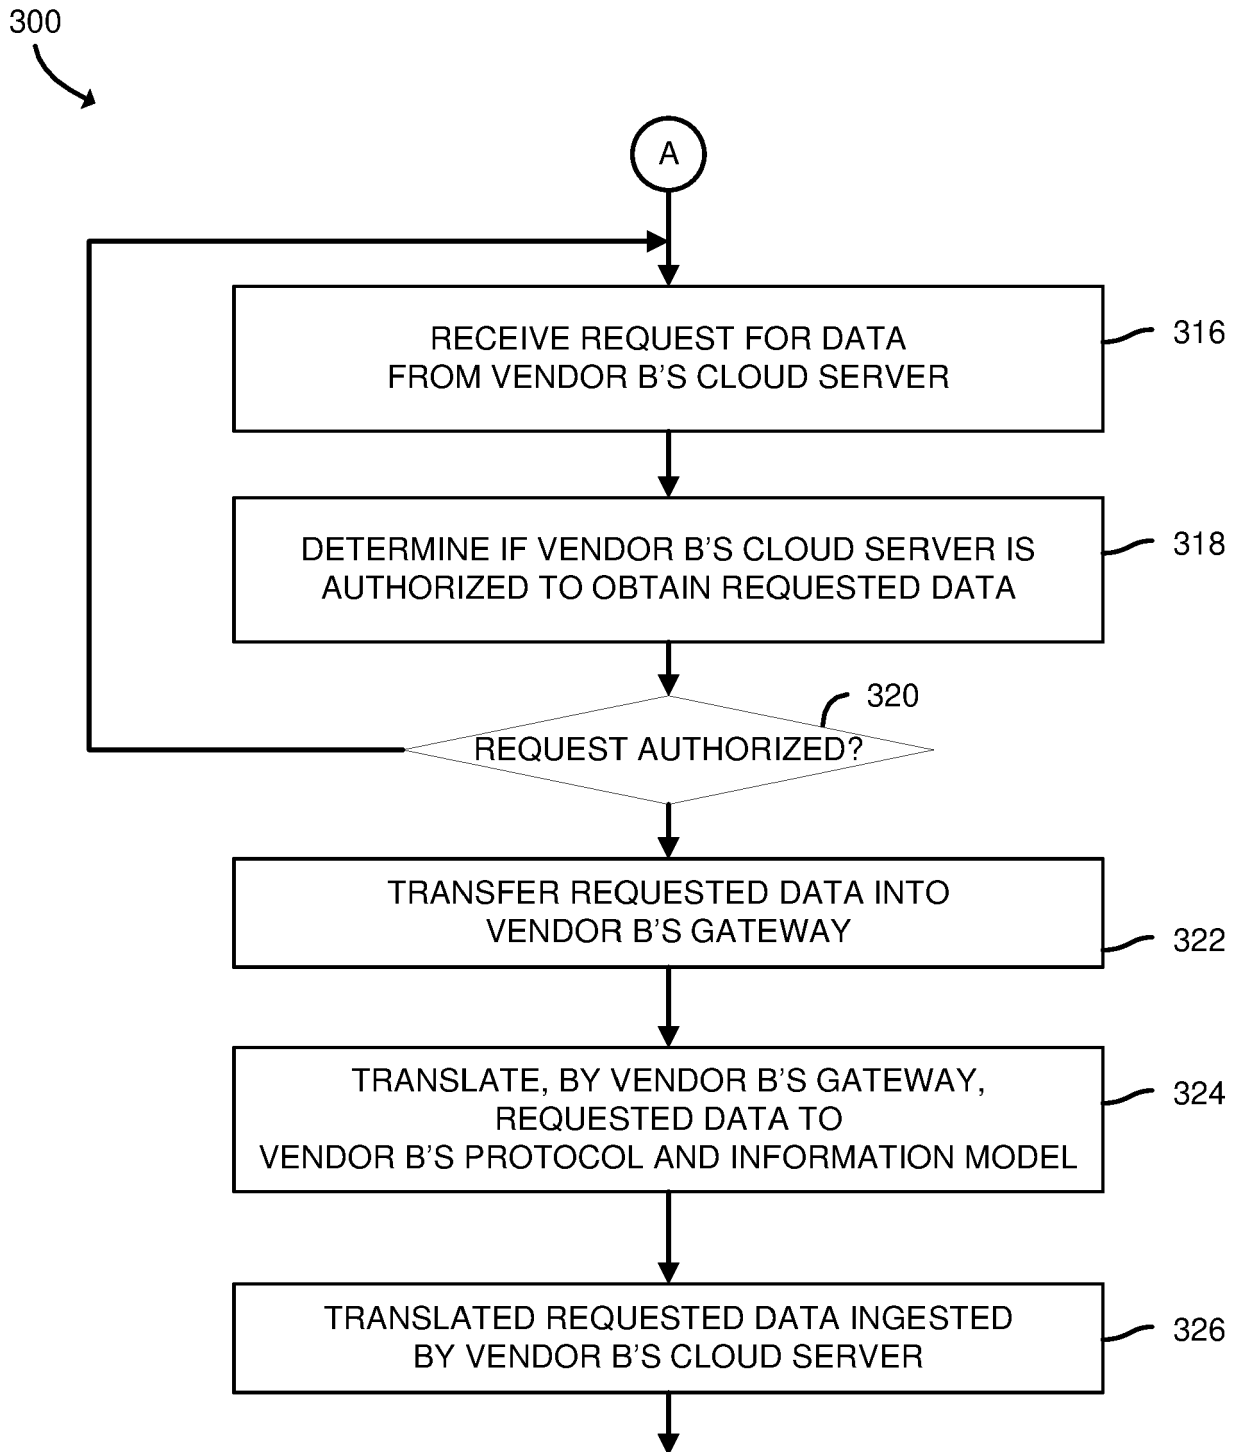 300
A
RECEIVE REQUEST FOR DATA
FROM VENDOR B'S CLOUD SERVER
316
DETERMINE IF VENDOR B'S CLOUD SERVER IS
AUTHORIZED TO OBTAIN REQUESTED DATA
318
320
REQUEST AUTHORIZED?
TRANSFER REQUESTED DATA INTO
VENDOR B'S GATEWAY
322
TRANSLATE, BY VENDOR B'S GATEWAY,
REQUESTED DATA TO
VENDOR B'S PROTOCOL AND INFORMATION MODEL
324
TRANSLATED REQUESTED DATA INGESTED
BY VENDOR B'S CLOUD SERVER
326